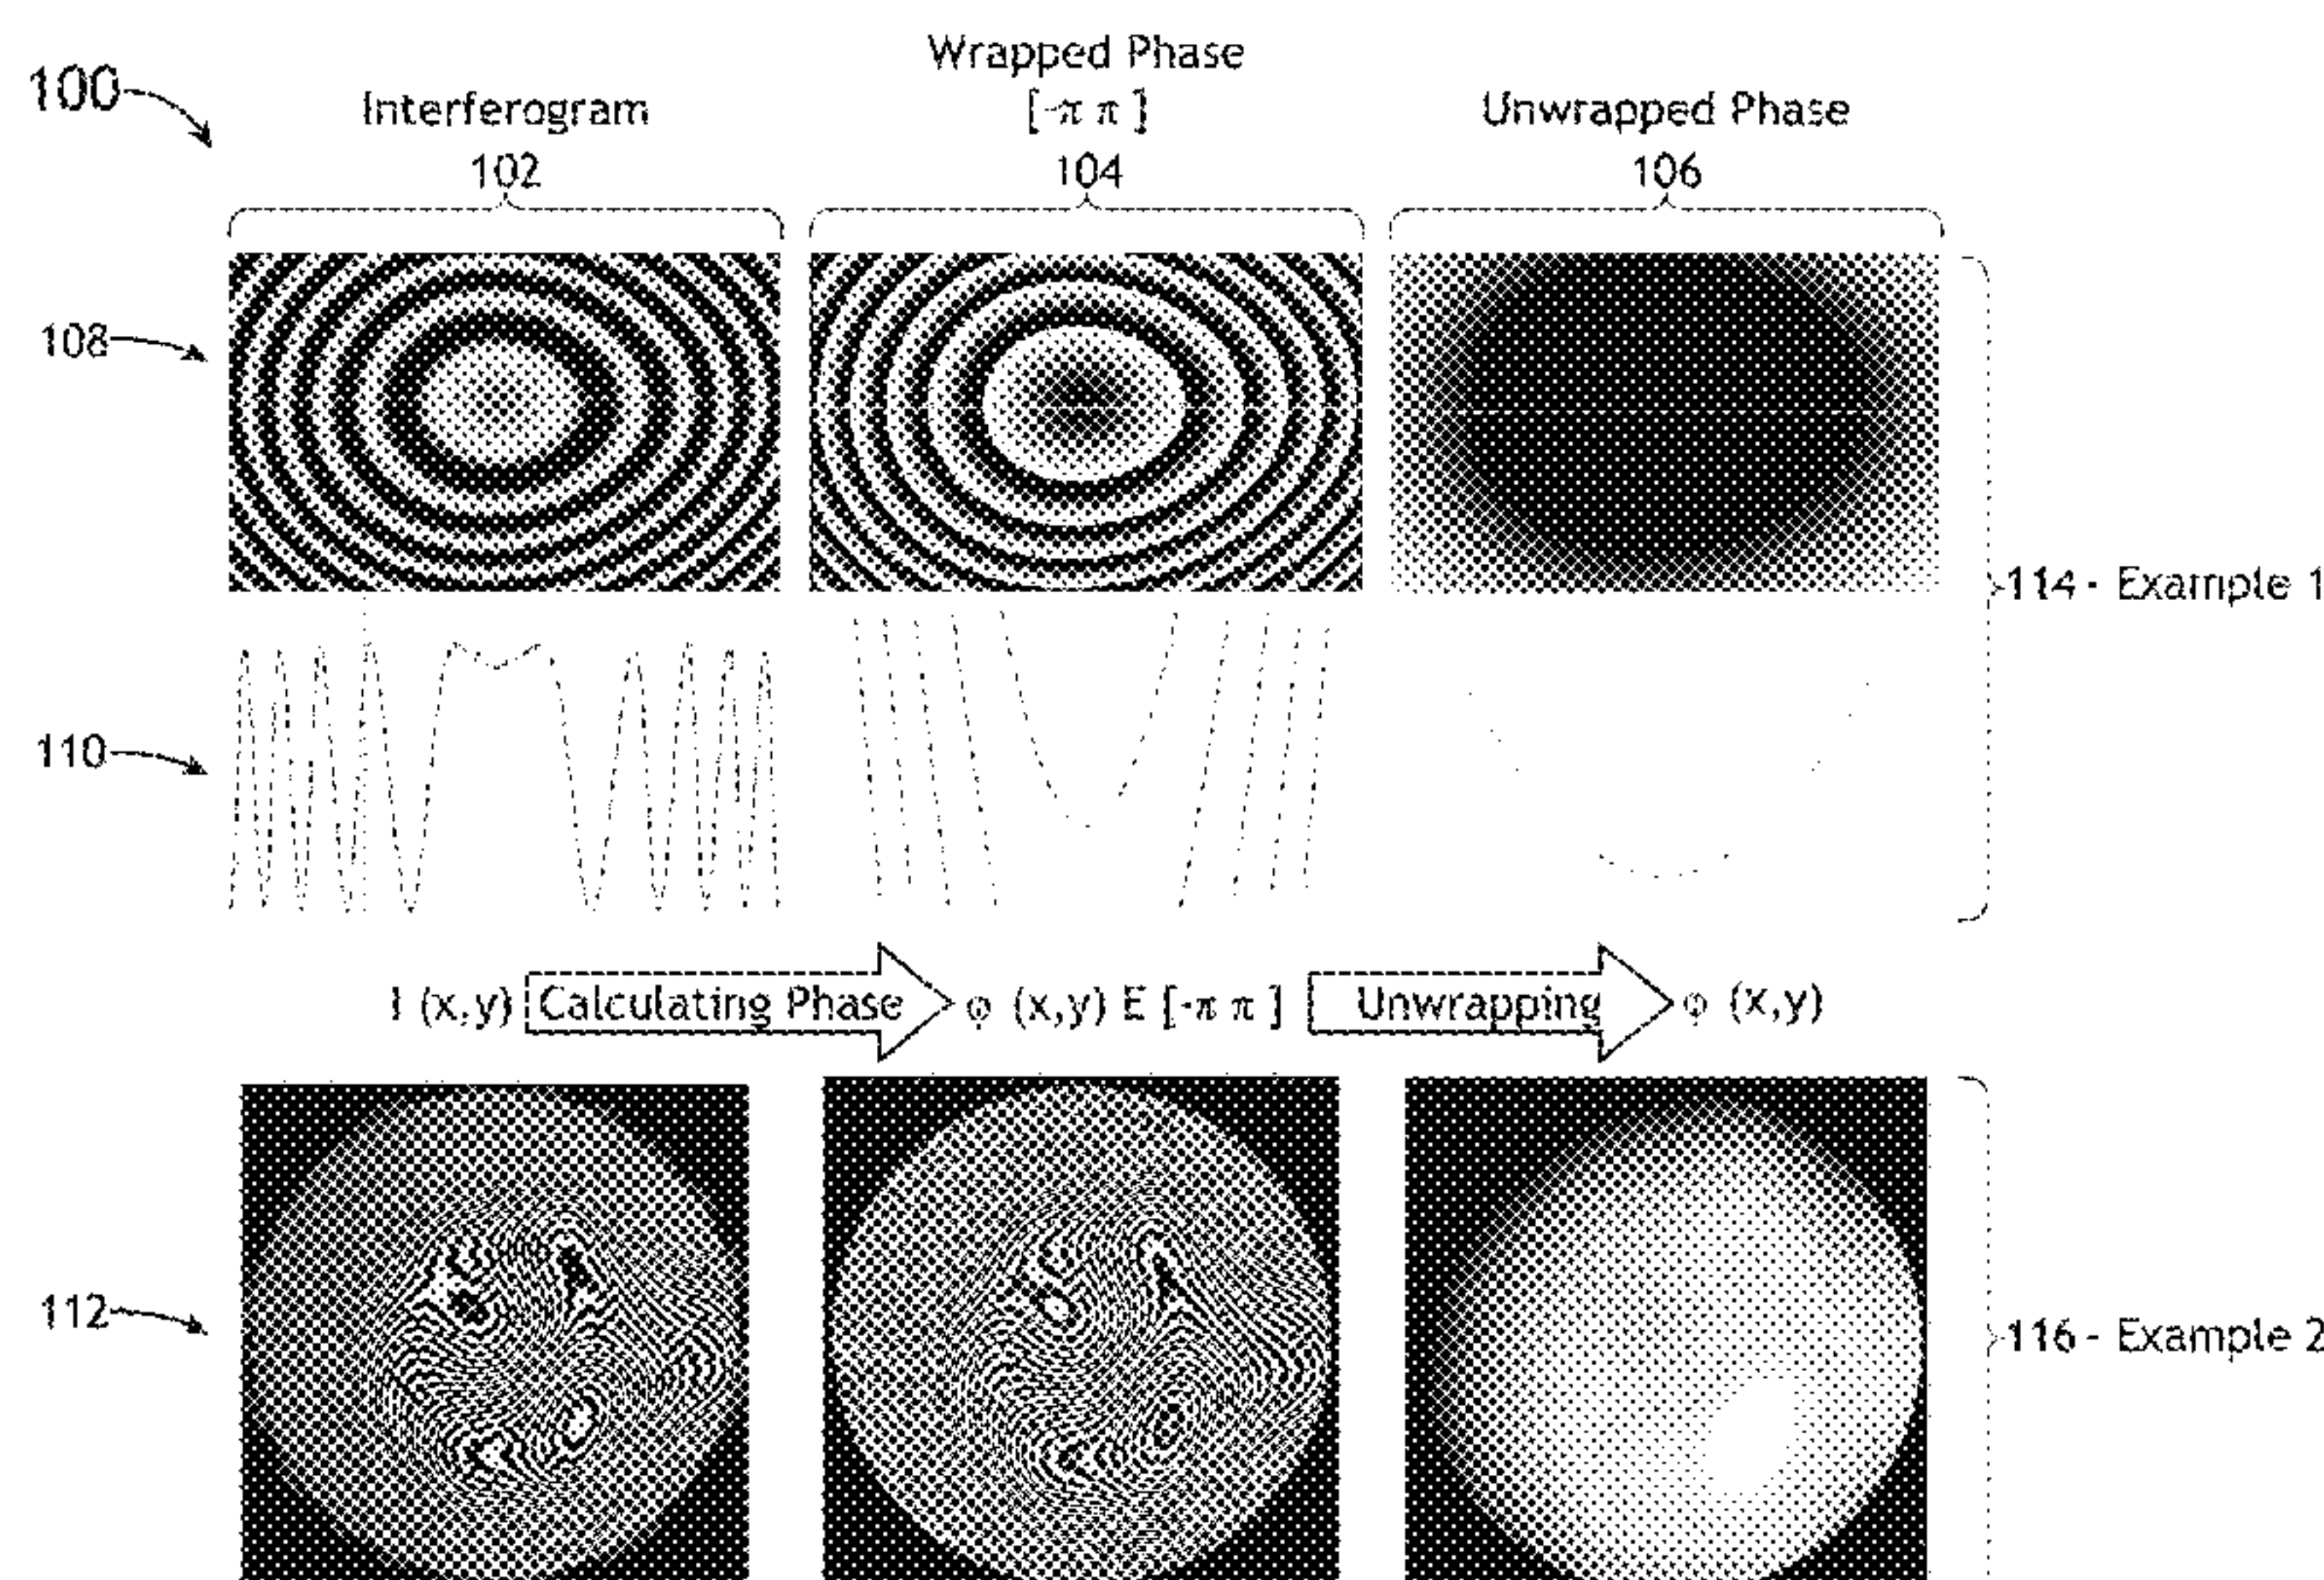 100
Interferogram
102
Wrapped Phase
[-π π ]
104
Unwrapped Phase
106
108
110
114 - Example 1
I (x,y) Calculating Phase φ (x,y) E [-π π ] Unwrapping φ (x,y)
112
116 - Example 2